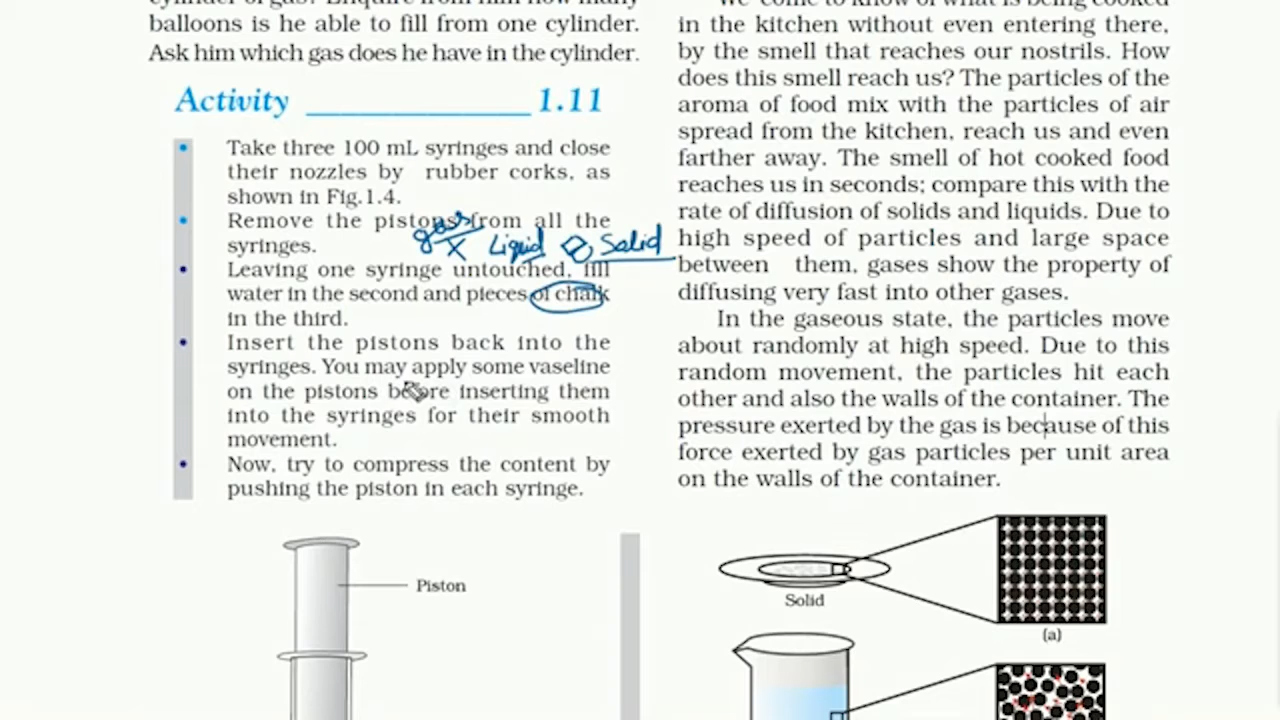 balloons is he able to fill from one cylinder.
Ask him which gas does he have in the cylinder.
Activity ______________ 1.11
• Take three 100 mL syringes and close
their nozzles by rubber corks, as
shown in Fig.1.4.
• Remove the pistons from all the
syringes.
gas X Liquid Solid
• Leaving one syringe untouched, fill
water in the second and pieces of chalk
in the third.
• Insert the pistons back into the
syringes. You may apply some vaseline
on the pistons before inserting them
into the syringes for their smooth
movement.
• Now, try to compress the content by
pushing the piston in each syringe.
Piston
We come to know of what is being cooked
in the kitchen without even entering there,
by the smell that reaches our nostrils. How
does this smell reach us? The particles of the
aroma of food mix with the particles of air
spread from the kitchen, reach us and even
farther away. The smell of hot cooked food
reaches us in seconds; compare this with the
rate of diffusion of solids and liquids. Due to
high speed of particles and large space
between them, gases show the property of
diffusing very fast into other gases.
In the gaseous state, the particles move
about randomly at high speed. Due to this
random movement, the particles hit each
other and also the walls of the container. The
pressure exerted by the gas is because of this
force exerted by gas particles per unit area
on the walls of the container.
Solid
(a)